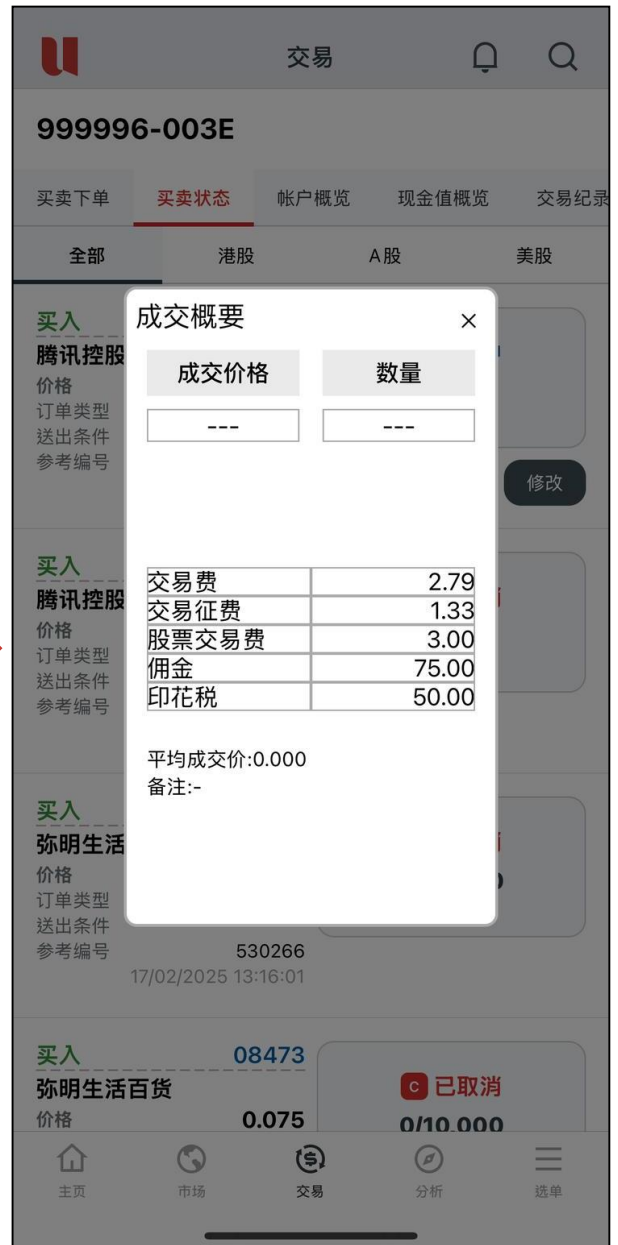 交易
999996-003E
买卖下单 买卖状态 帐户概览 现金值概览 交易纪录
全部 港股 A股 美股
买入
腾讯控股
价格
订单类型
送出条件
参考编号
修改
成交概要 ×
成交价格 数量
--- ---
交易费 2.79
交易征费 1.33
股票交易费 3.00
佣金 75.00
印花税 50.00
平均成交价:0.000
备注:-
买入
腾讯控股
价格
订单类型
送出条件
参考编号
买入
弥明生活
价格
订单类型
送出条件
参考编号 530266
17/02/2025 13:16:01
买入 08473
弥明生活百货
价格 0.075
C 已取消
0/10,000
主页 市场 交易 分析 选单